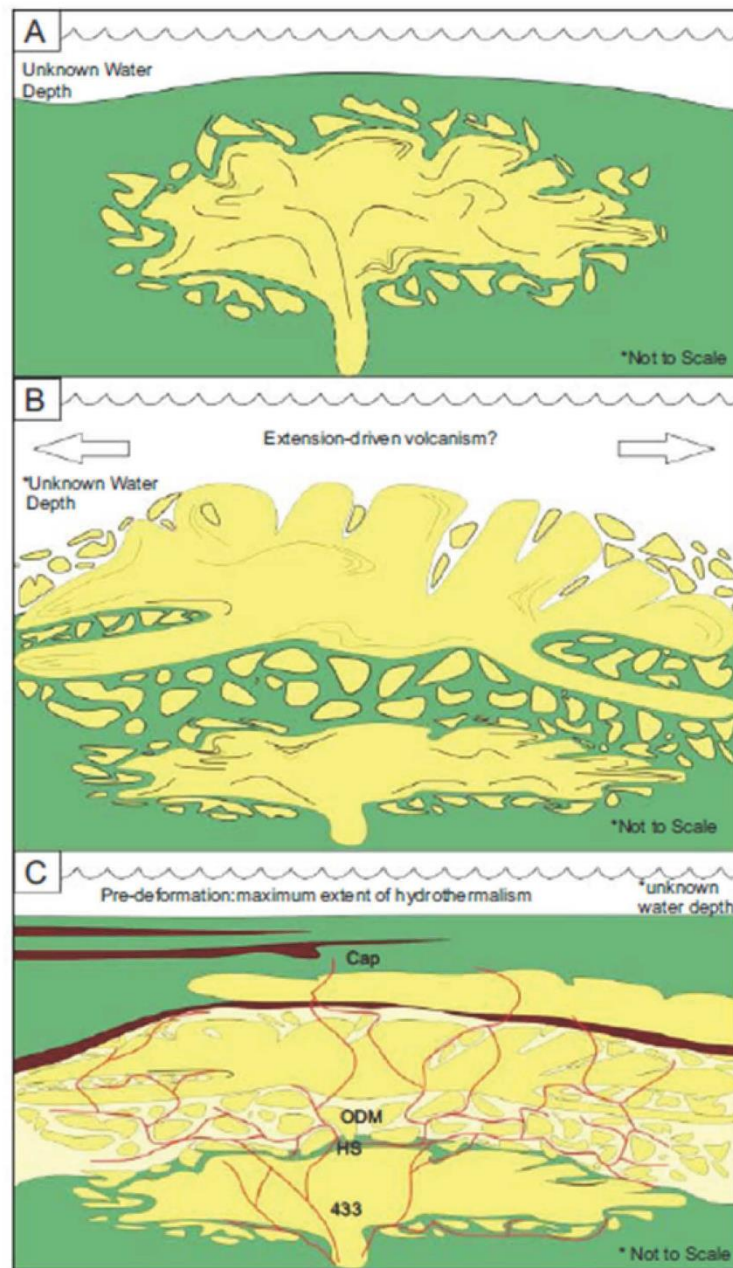 A
Unknown Water
Depth
*Not to Scale
B
Extension-driven volcanism?
*Unknown Water
Depth
*Not to Scale
C
Pre-deformation:maximum extent of hydrothermalism
*unknown
water depth
Cap
ODM
HS
433
* Not to Scale